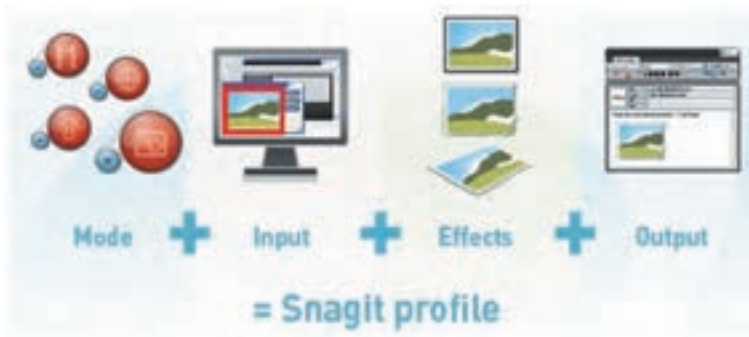 Mode + Input + Effects + Output
= Snagit profile